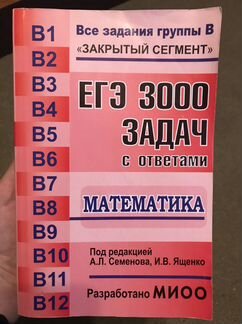 B1
B2
B3
B4
B5
B6
B7
B8
B9
B10
B11
B12
Все задания группы В
«ЗАКРЫТЫЙ СЕГМЕНТ»
ЕГЭ 3000
ЗАДАЧ
с ответами
МАТЕМАТИКА
Под редакцией
А.Л. Семенова, И.В. Ященко
Разработано МИОО